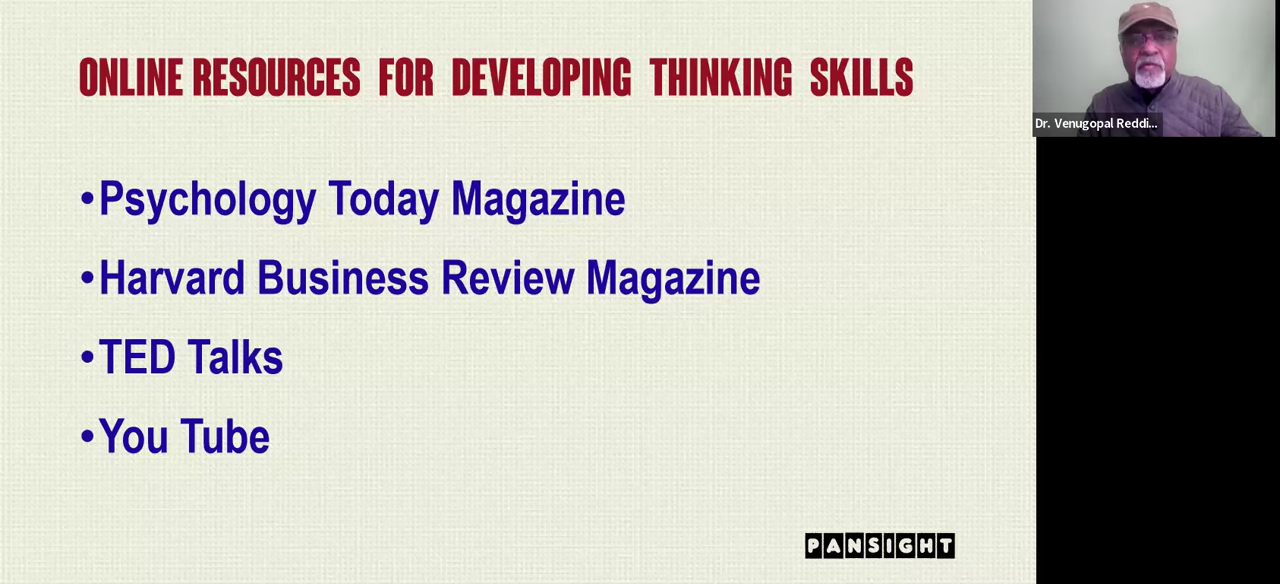 ONLINE RESOURCES FOR DEVELOPING THINKING SKILLS
Dr. Venugopal Reddi...
•Psychology Today Magazine
•Harvard Business Review Magazine
•TED Talks
•You Tube
PANSIGHT